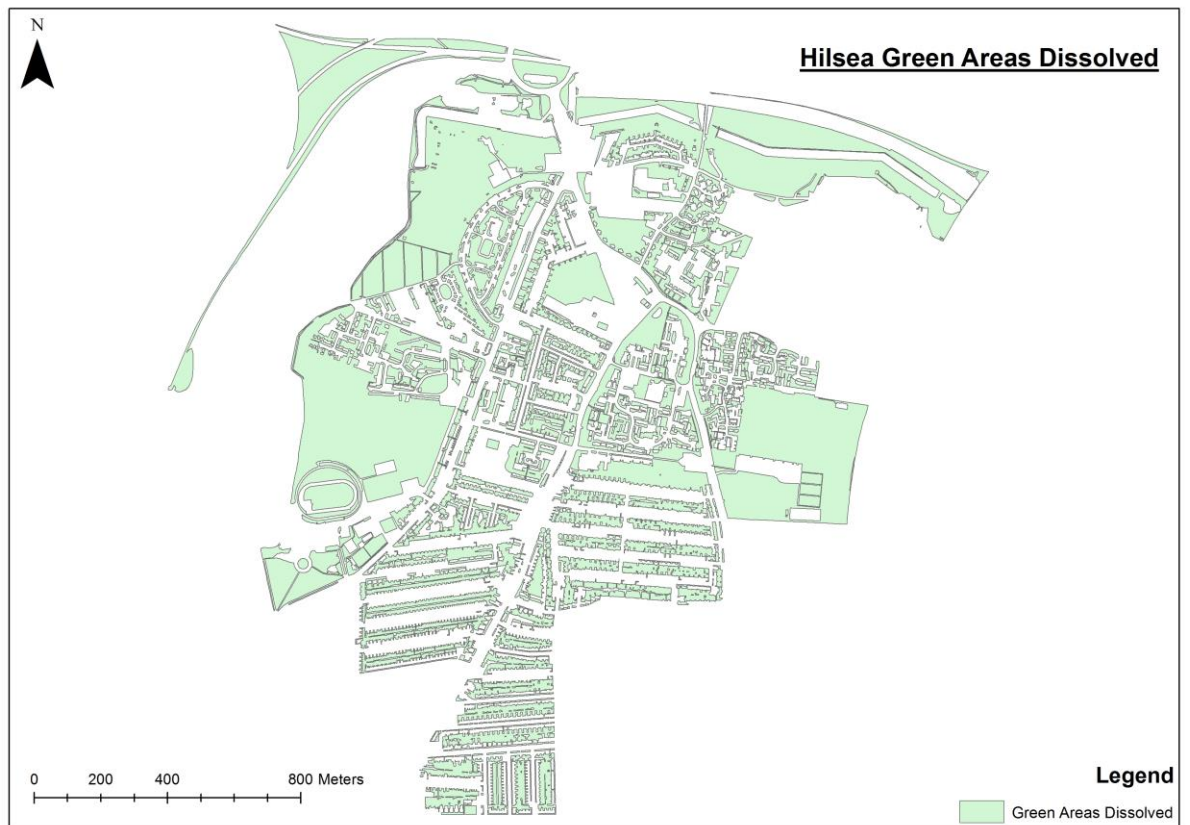 N
Hilsea Green Areas Dissolved
0 200 400 800 Meters
Legend
Green Areas Dissolved